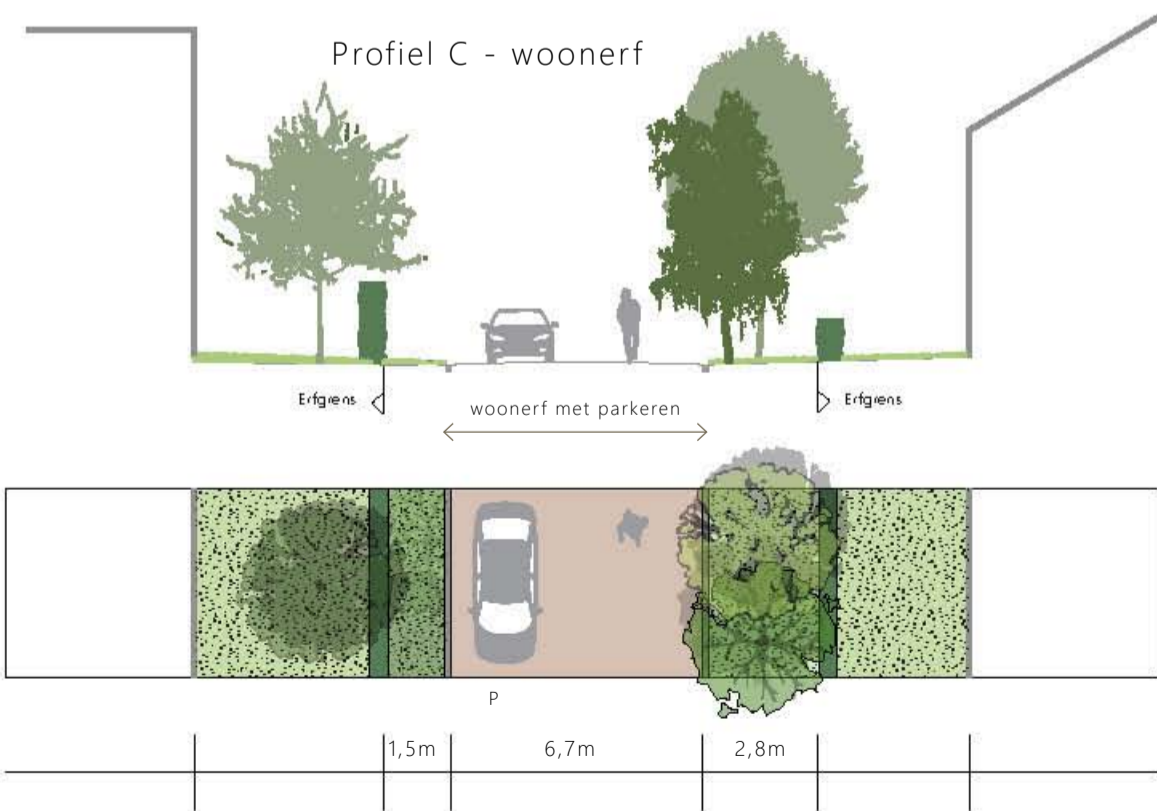 Profiel C - woonerf
Erfgrens
Erfgrens
woonerf met parkeren
P
1,5m
6,7m
2,8m